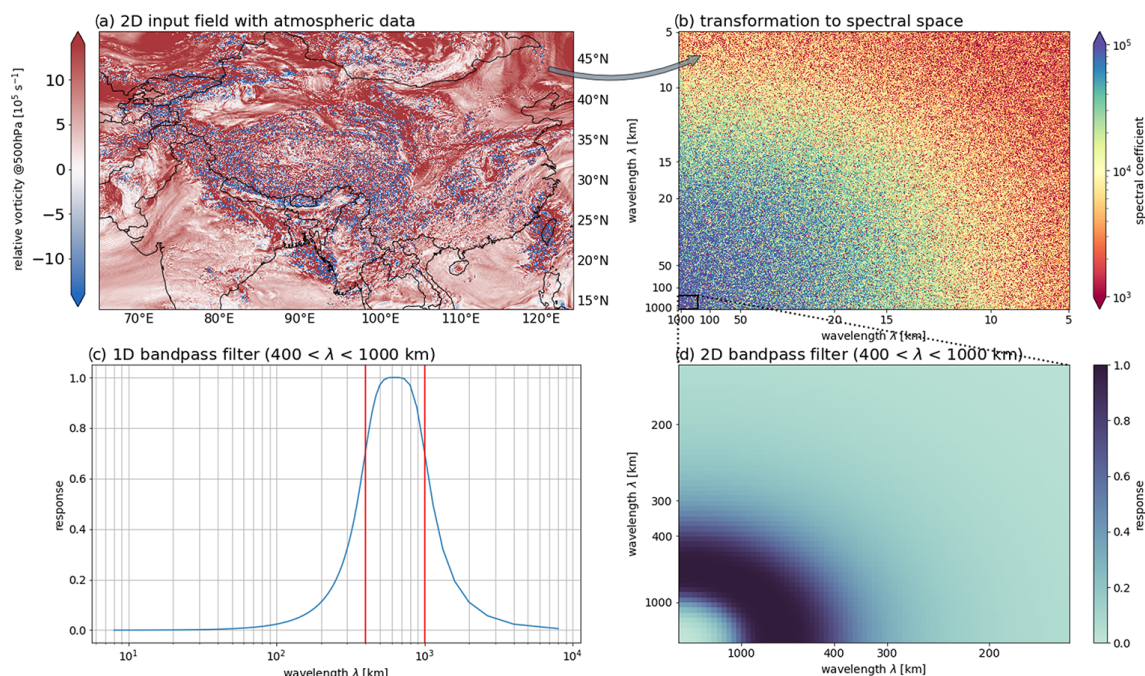 (a) 2D input field with atmospheric data
relative vorticity @500hPa [10⁵ s⁻¹]
10
5
0
−5
−10
45°N
40°N
35°N
30°N
25°N
20°N
15°N
70°E 80°E 90°E 100°E 110°E 120°E
(b) transformation to spectral space
wavelength λ [km]
5
10
15
20
50
100
1000
1000 100 50 20 15 10 5
wavelength λ [km]
10⁵
10⁴
10³
spectral coefficient
(c) 1D bandpass filter (400 < λ < 1000 km)
response
1.0
0.8
0.6
0.4
0.2
0.0
10¹ 10² 10³ 10⁴
wavelength λ [km]
(d) 2D bandpass filter (400 < λ < 1000 km)
wavelength λ [km]
200
300
400
1000
1000 400 300 200
wavelength λ [km]
1.0
0.8
0.6
0.4
0.2
0.0
response